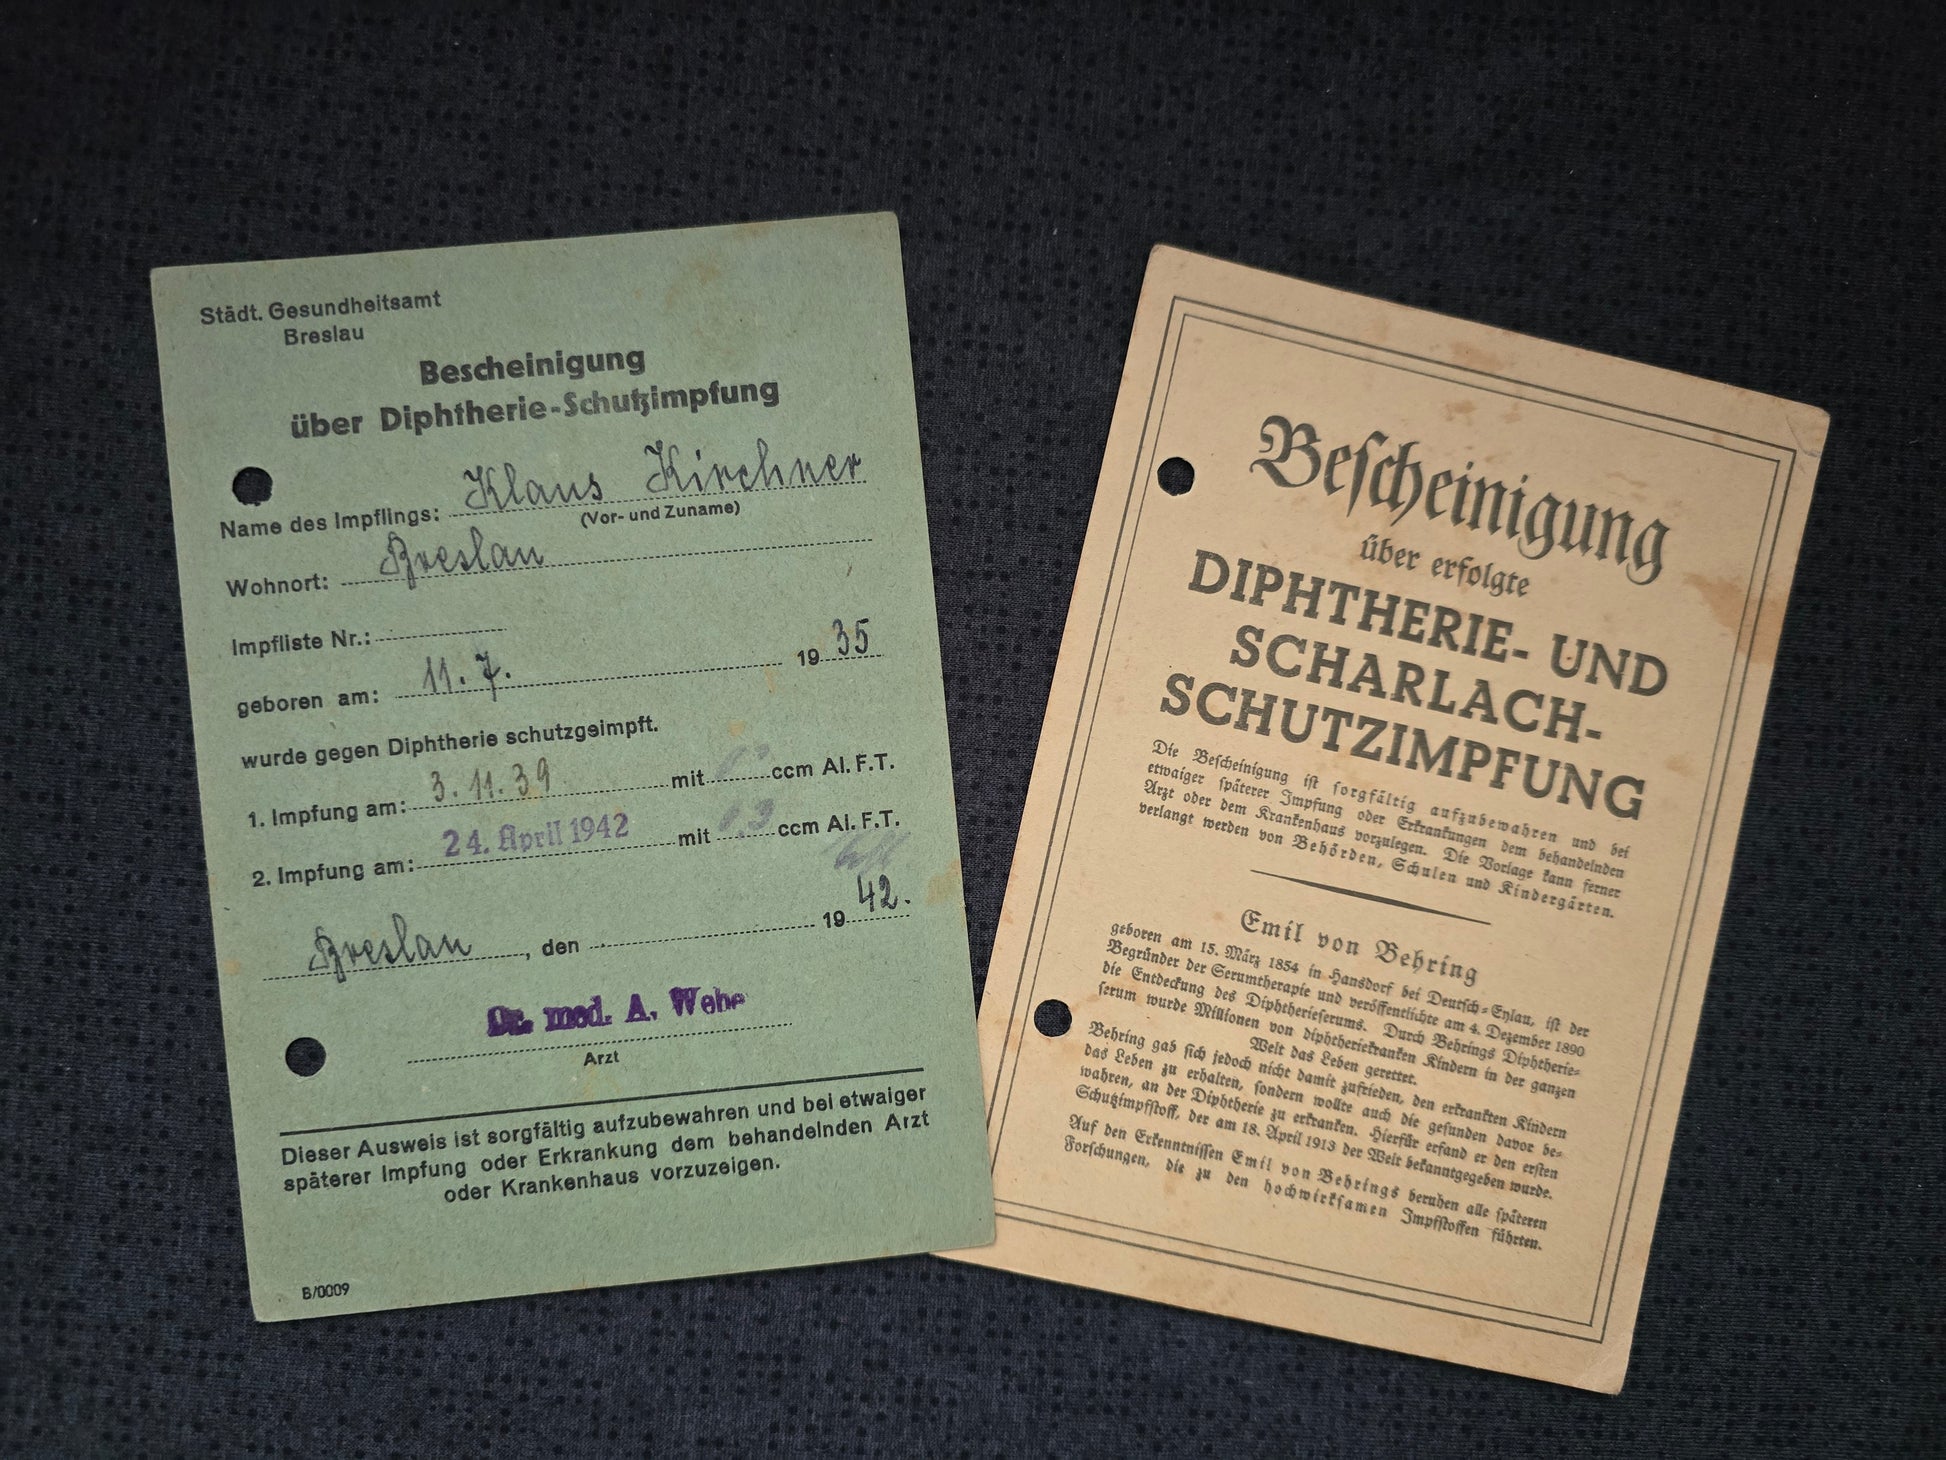 Städt. Gesundheitsamt
Breslau
Bescheinigung
über Diphtherie-Schutzimpfung
Name des Impflings: Klaus Kirchner
(Vor- und Zuname)
Wohnort: Breslau
Impfliste Nr.:
geboren am: 11. 7. 19 35
wurde gegen Diphtherie schutzgeimpft.
1. Impfung am: 3. 11. 39 mit ccm Al. F. T.
2. Impfung am: 24. April 1942 mit 0.3 ccm Al. F. T.
Breslau, den 19 42.
Dr. med. A. Webe
Arzt
Dieser Ausweis ist sorgfältig aufzubewahren und bei etwaiger
späterer Impfung oder Erkrankung dem behandelnden Arzt
oder Krankenhaus vorzuzeigen.
B/0009
Bescheinigung
über erfolgte
DIPHTHERIE- UND
SCHARLACH-
SCHUTZIMPFUNG
Die Bescheinigung ist sorgfältig aufzubewahren und bei
etwaiger späterer Impfung oder Erkrankungen dem behandelnden
Arzt oder dem Krankenhaus vorzulegen. Die Vorlage kann ferner
verlangt werden von Behörden, Schulen und Kindergärten.
Emil von Behring
geboren am 15. März 1854 in Hansdorf bei Deutsch-Eylau, ist der
Begründer der Serumtherapie und veröffentlichte am 4. Dezember 1890
die Entdeckung des Diphtherieserums. Durch Behrings Diphtherie-
serum wurde Millionen von diphtheriekranken Kindern in der ganzen
Welt das Leben gerettet.
Behring gab sich jedoch nicht damit zufrieden, den erkrankten Kindern
das Leben zu erhalten, sondern wollte auch die gesunden davor be-
wahren, an der Diphtherie zu erkranken. Hierfür erfand er den ersten
Schutzimpfstoff, der am 18. April 1913 der Welt bekanntgegeben wurde.
Auf den Erkenntnissen Emil von Behrings beruhen alle späteren
Forschungen, die zu den hochwirksamen Impfstoffen führten.